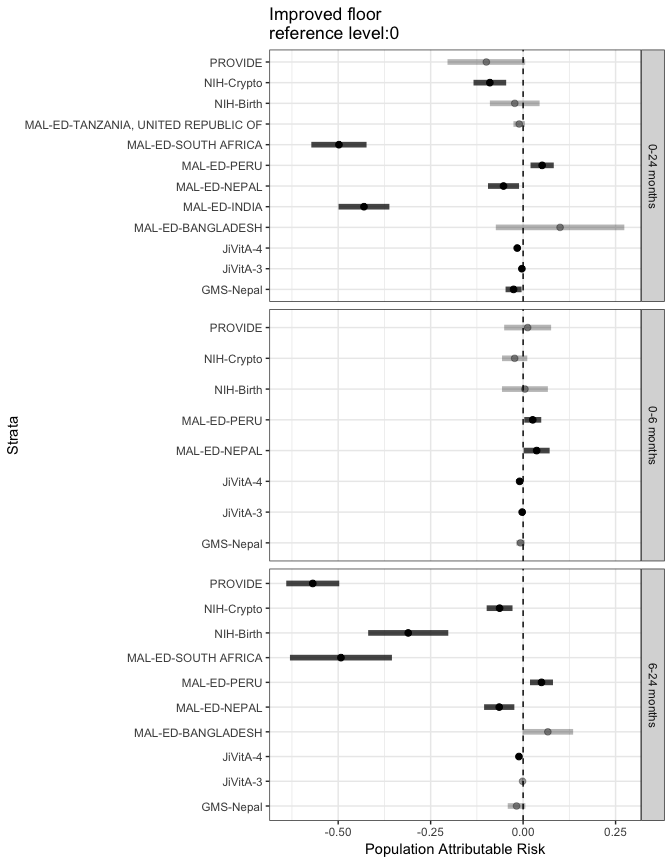 Improved floor
reference level:0
PROVIDE
NIH-Crypto
NIH-Birth
MAL-ED-TANZANIA, UNITED REPUBLIC OF
MAL-ED-SOUTH AFRICA
MAL-ED-PERU
MAL-ED-NEPAL
MAL-ED-INDIA
MAL-ED-BANGLADESH
JiVitA-4
JiVitA-3
GMS-Nepal
0-24 months
PROVIDE
NIH-Crypto
NIH-Birth
MAL-ED-PERU
MAL-ED-NEPAL
JiVitA-4
JiVitA-3
GMS-Nepal
0-6 months
Strata
PROVIDE
NIH-Crypto
NIH-Birth
MAL-ED-SOUTH AFRICA
MAL-ED-PERU
MAL-ED-NEPAL
MAL-ED-BANGLADESH
JiVitA-4
JiVitA-3
GMS-Nepal
6-24 months
-0.50 -0.25 0.00 0.25
Population Attributable Risk